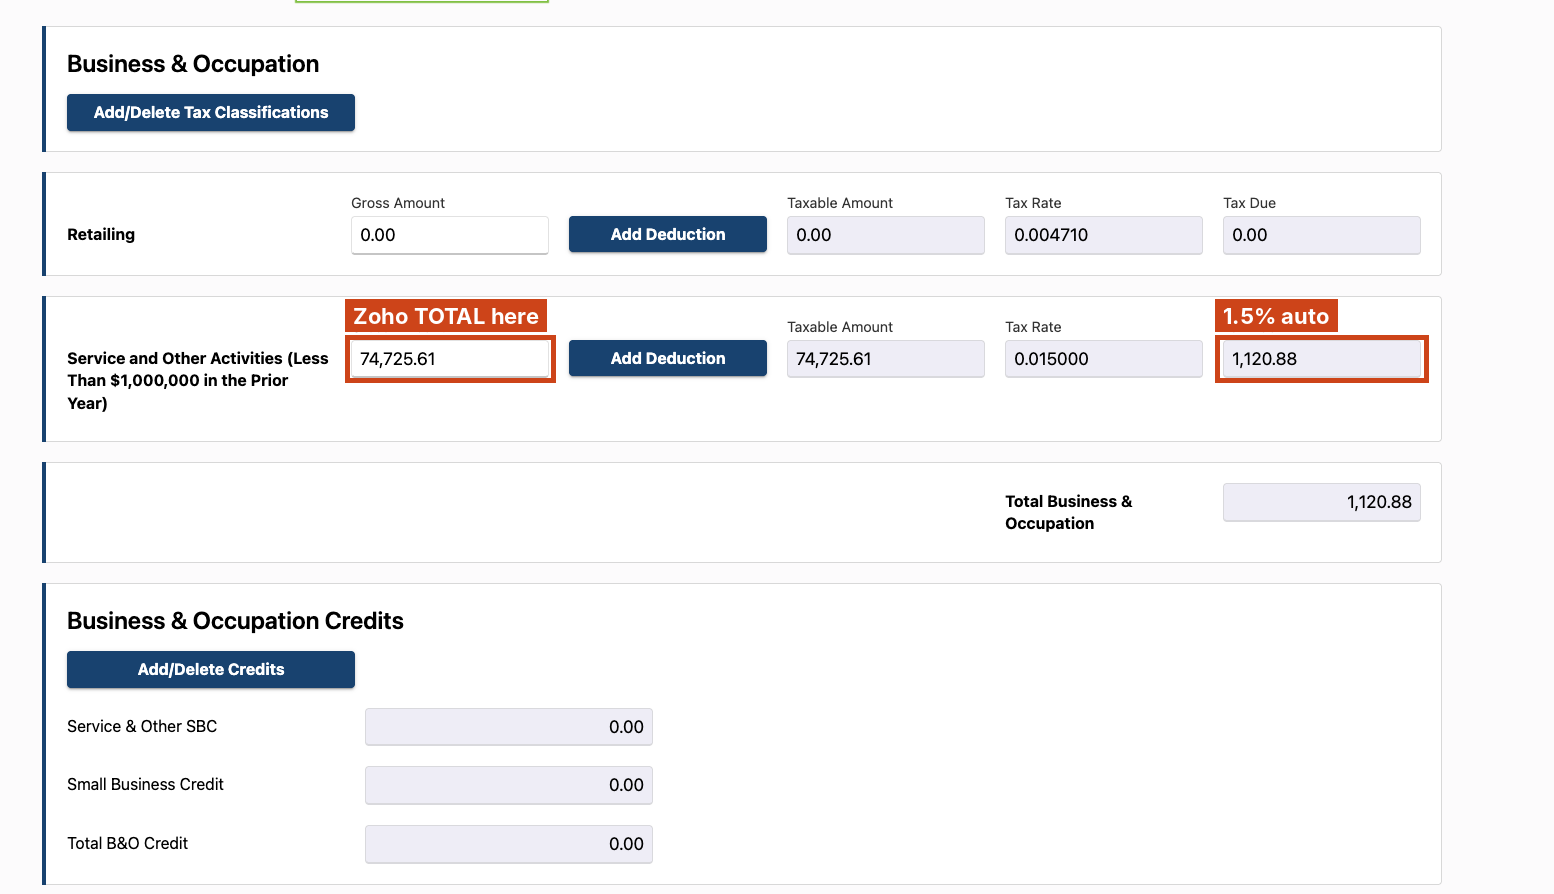 Business & Occupation
Add/Delete Tax Classifications
Gross Amount
Taxable Amount
Tax Rate
Tax Due
Retailing
0.00
Add Deduction
0.00
0.004710
0.00
Zoho TOTAL here
1.5% auto
Taxable Amount
Tax Rate
Service and Other Activities (Less
Than $1,000,000 in the Prior
Year)
74,725.61
Add Deduction
74,725.61
0.015000
1,120.88
Total Business &
Occupation
1,120.88
Business & Occupation Credits
Add/Delete Credits
Service & Other SBC
0.00
Small Business Credit
0.00
Total B&O Credit
0.00